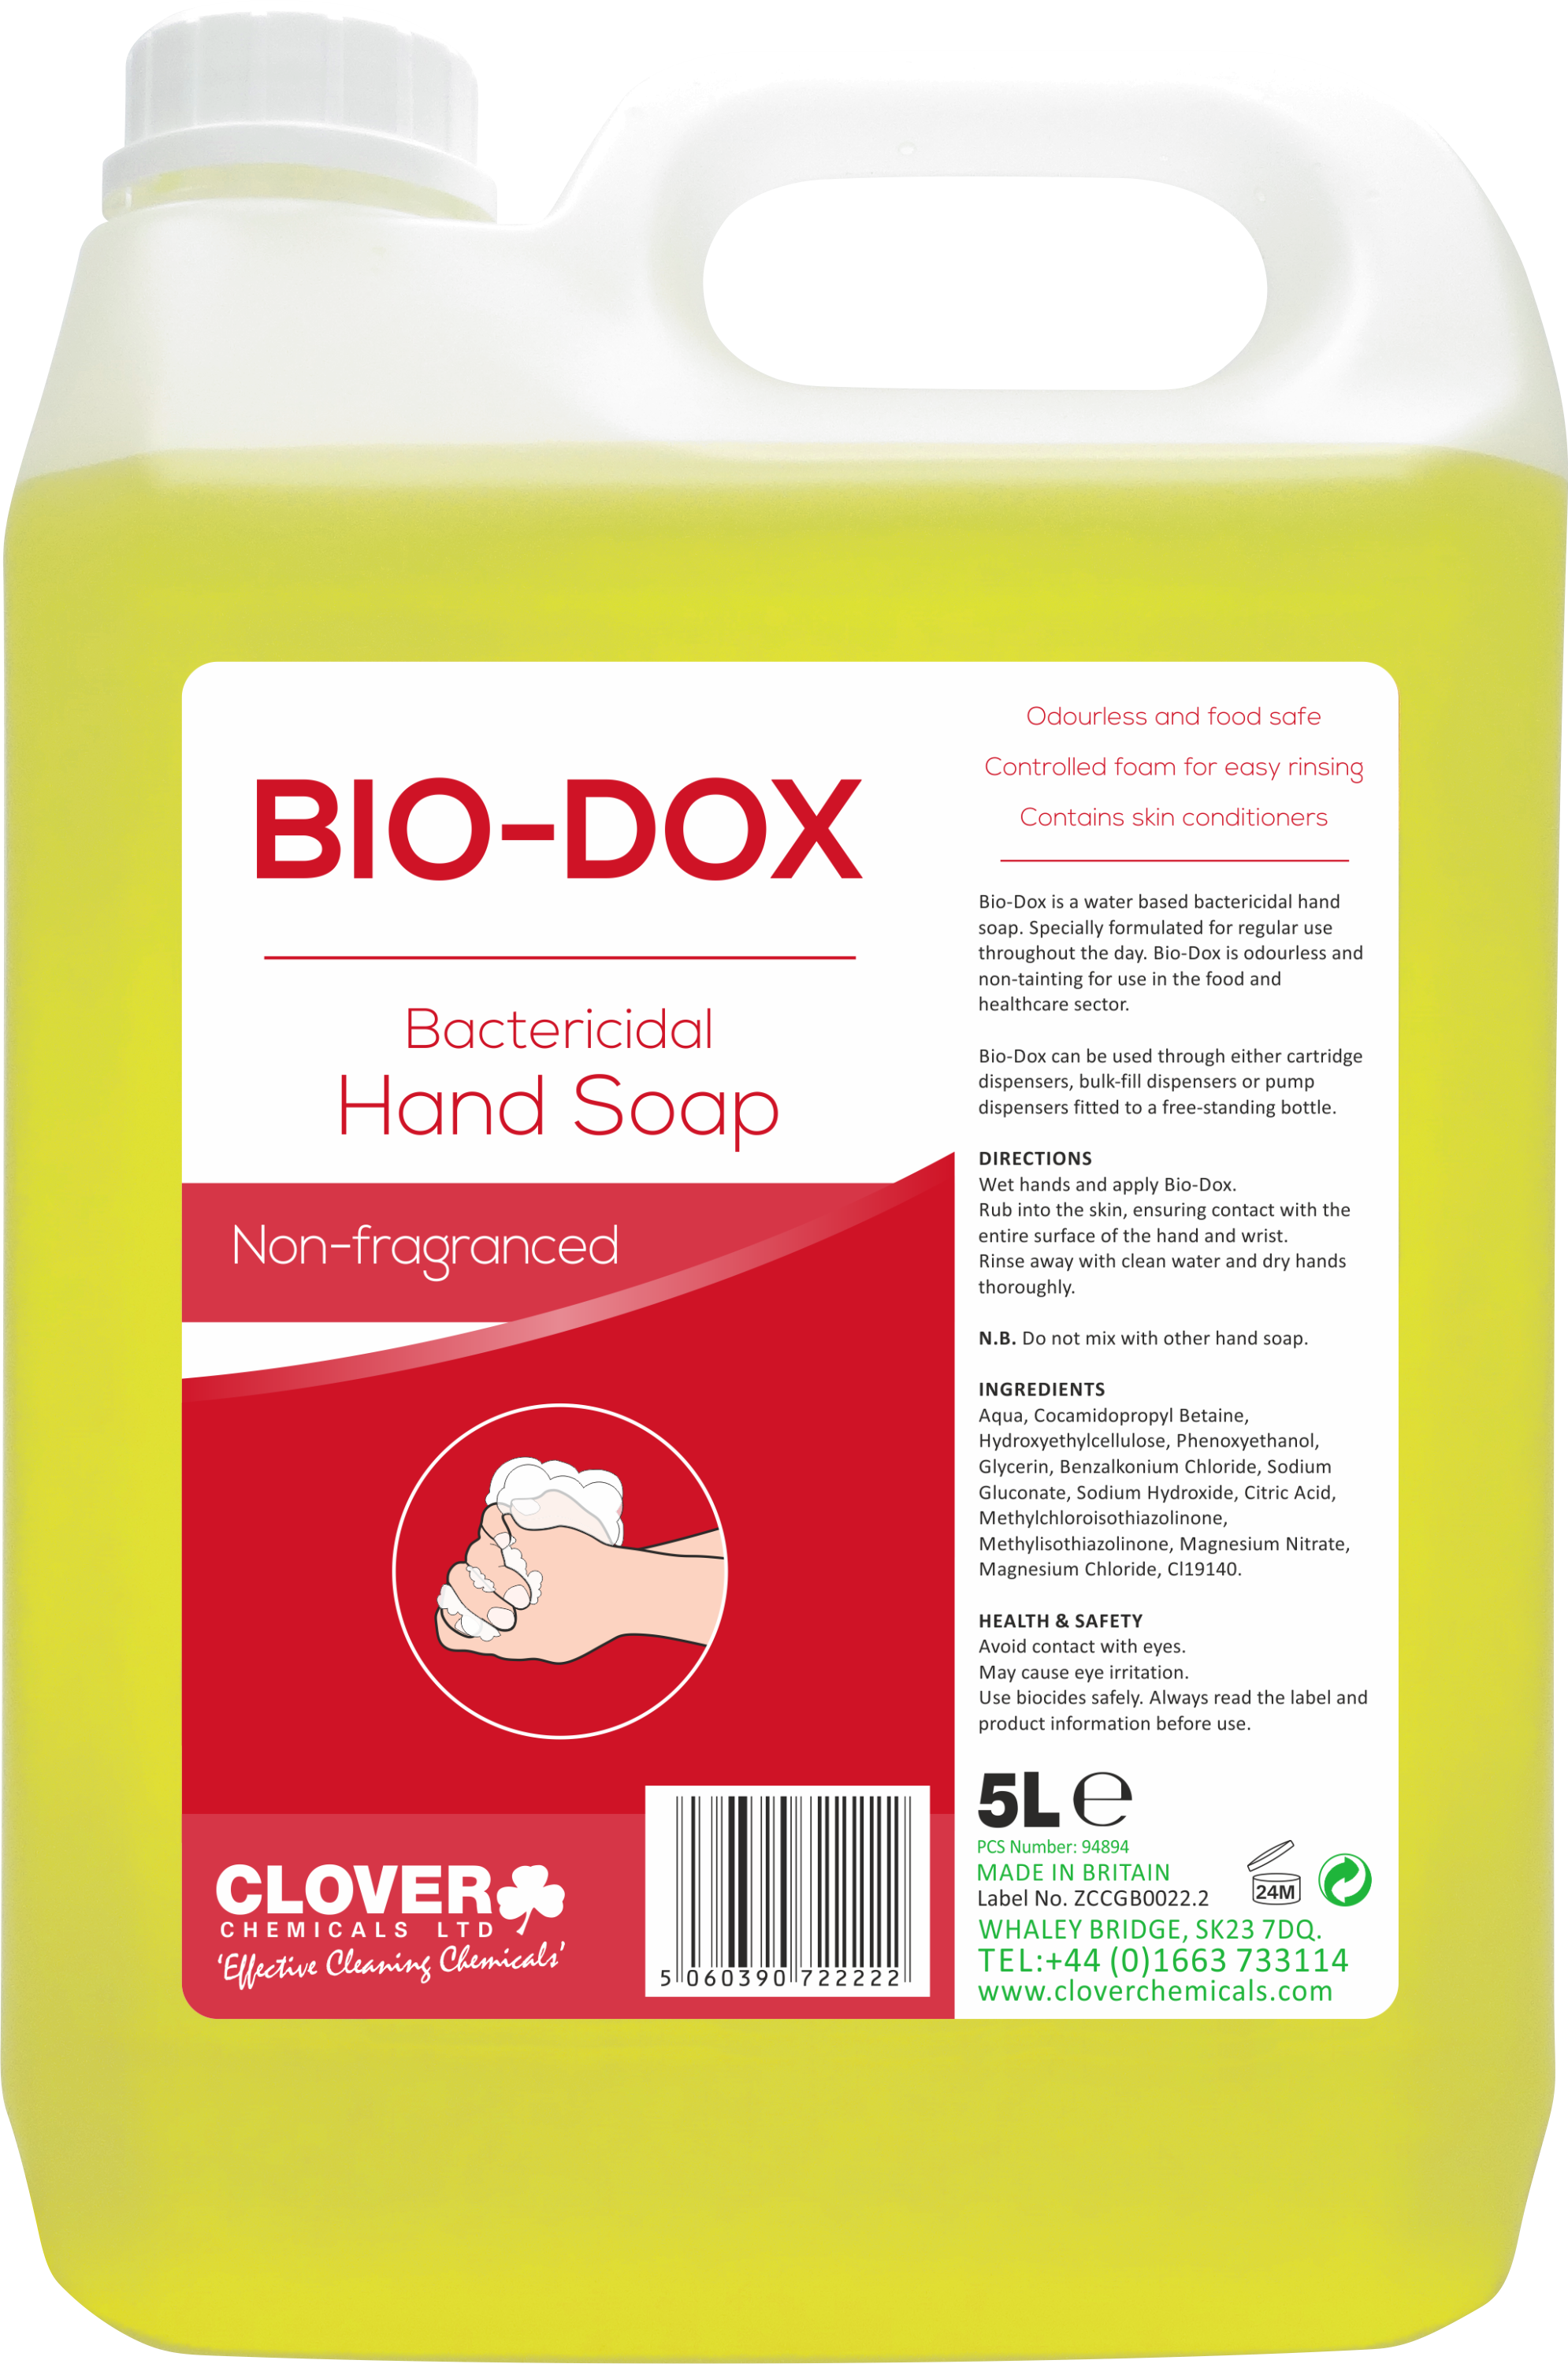 BIO-DOX
Bactericidal
Hand Soap
Non-fragranced
CLOVER
CHEMICALS LTD
'Effective Cleaning Chemicals'
5 060390 722222
Odourless and food safe
Controlled foam for easy rinsing
Contains skin conditioners
Bio-Dox is a water based bactericidal hand
soap. Specially formulated for regular use
throughout the day. Bio-Dox is odourless and
non-tainting for use in the food and
healthcare sector.
Bio-Dox can be used through either cartridge
dispensers, bulk-fill dispensers or pump
dispensers fitted to a free-standing bottle.
DIRECTIONS
Wet hands and apply Bio-Dox.
Rub into the skin, ensuring contact with the
entire surface of the hand and wrist.
Rinse away with clean water and dry hands
thoroughly.
N.B. Do not mix with other hand soap.
INGREDIENTS
Aqua, Cocamidopropyl Betaine,
Hydroxyethylcellulose, Phenoxyethanol,
Glycerin, Benzalkonium Chloride, Sodium
Gluconate, Sodium Hydroxide, Citric Acid,
Methylchloroisothiazolinone,
Methylisothiazolinone, Magnesium Nitrate,
Magnesium Chloride, Cl19140.
HEALTH & SAFETY
Avoid contact with eyes.
May cause eye irritation.
Use biocides safely. Always read the label and
product information before use.
5L e
PCS Number: 94894
MADE IN BRITAIN
Label No. ZCCGB0022.2
24M
WHALEY BRIDGE, SK23 7DQ.
TEL:+44 (0)1663 733114
www.cloverchemicals.com